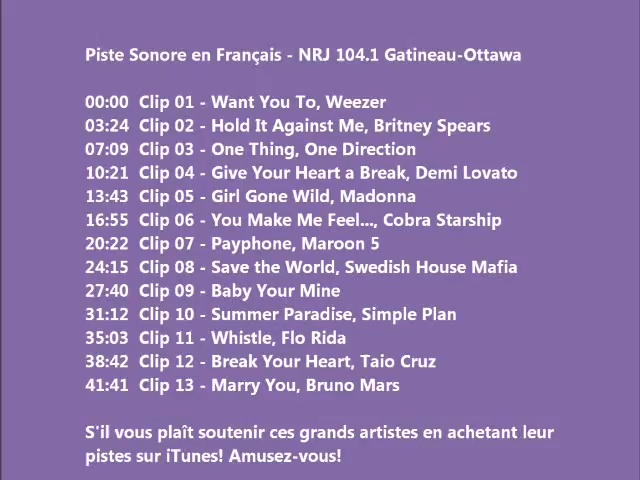 Piste Sonore en Français - NRJ 104.1 Gatineau-Ottawa
00:00 Clip 01 - Want You To, Weezer
03:24 Clip 02 - Hold It Against Me, Britney Spears
07:09 Clip 03 - One Thing, One Direction
10:21 Clip 04 - Give Your Heart a Break, Demi Lovato
13:43 Clip 05 - Girl Gone Wild, Madonna
16:55 Clip 06 - You Make Me Feel..., Cobra Starship
20:22 Clip 07 - Payphone, Maroon 5
24:15 Clip 08 - Save the World, Swedish House Mafia
27:40 Clip 09 - Baby Your Mine
31:12 Clip 10 - Summer Paradise, Simple Plan
35:03 Clip 11 - Whistle, Flo Rida
38:42 Clip 12 - Break Your Heart, Taio Cruz
41:41 Clip 13 - Marry You, Bruno Mars
S'il vous plaît soutenir ces grands artistes en achetant leur
pistes sur iTunes! Amusez-vous!